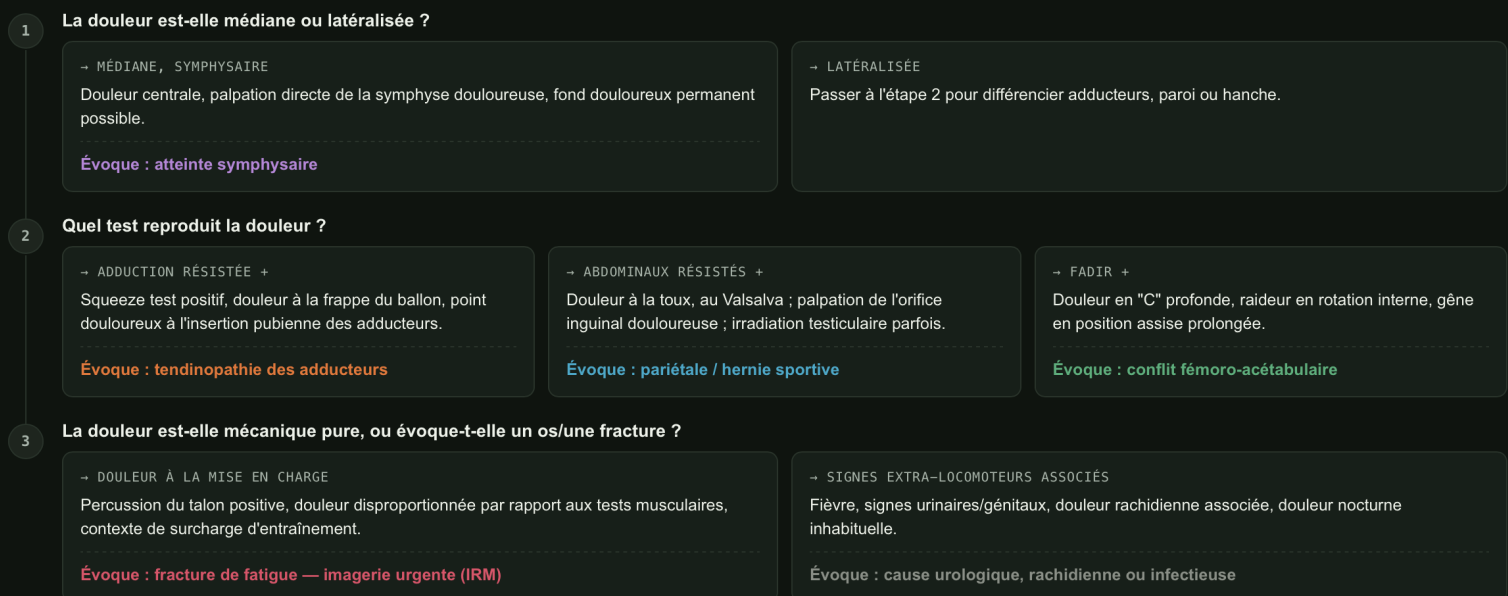 1
La douleur est-elle médiane ou latéralisée ?
→ MÉDIANE, SYMPHYSAIRE
Douleur centrale, palpation directe de la symphyse douloureuse, fond douloureux permanent
possible.
Évoque : atteinte symphysaire
→ LATÉRALISÉE
Passer à l'étape 2 pour différencier adducteurs, paroi ou hanche.
2
Quel test reproduit la douleur ?
→ ADDUCTION RÉSISTÉE +
Squeeze test positif, douleur à la frappe du ballon, point
douloureux à l'insertion pubienne des adducteurs.
Évoque : tendinopathie des adducteurs
→ ABDOMINAUX RÉSISTÉS +
Douleur à la toux, au Valsalva ; palpation de l'orifice
inguinal douloureuse ; irradiation testiculaire parfois.
Évoque : pariétale / hernie sportive
→ FADIR +
Douleur en "C" profonde, raideur en rotation interne, gêne
en position assise prolongée.
Évoque : conflit fémoro-acétabulaire
3
La douleur est-elle mécanique pure, ou évoque-t-elle un os/une fracture ?
→ DOULEUR À LA MISE EN CHARGE
Percussion du talon positive, douleur disproportionnée par rapport aux tests musculaires,
contexte de surcharge d'entraînement.
Évoque : fracture de fatigue — imagerie urgente (IRM)
→ SIGNES EXTRA-LOCOMOTEURS ASSOCIÉS
Fièvre, signes urinaires/génitaux, douleur rachidienne associée, douleur nocturne
inhabituelle.
Évoque : cause urologique, rachidienne ou infectieuse